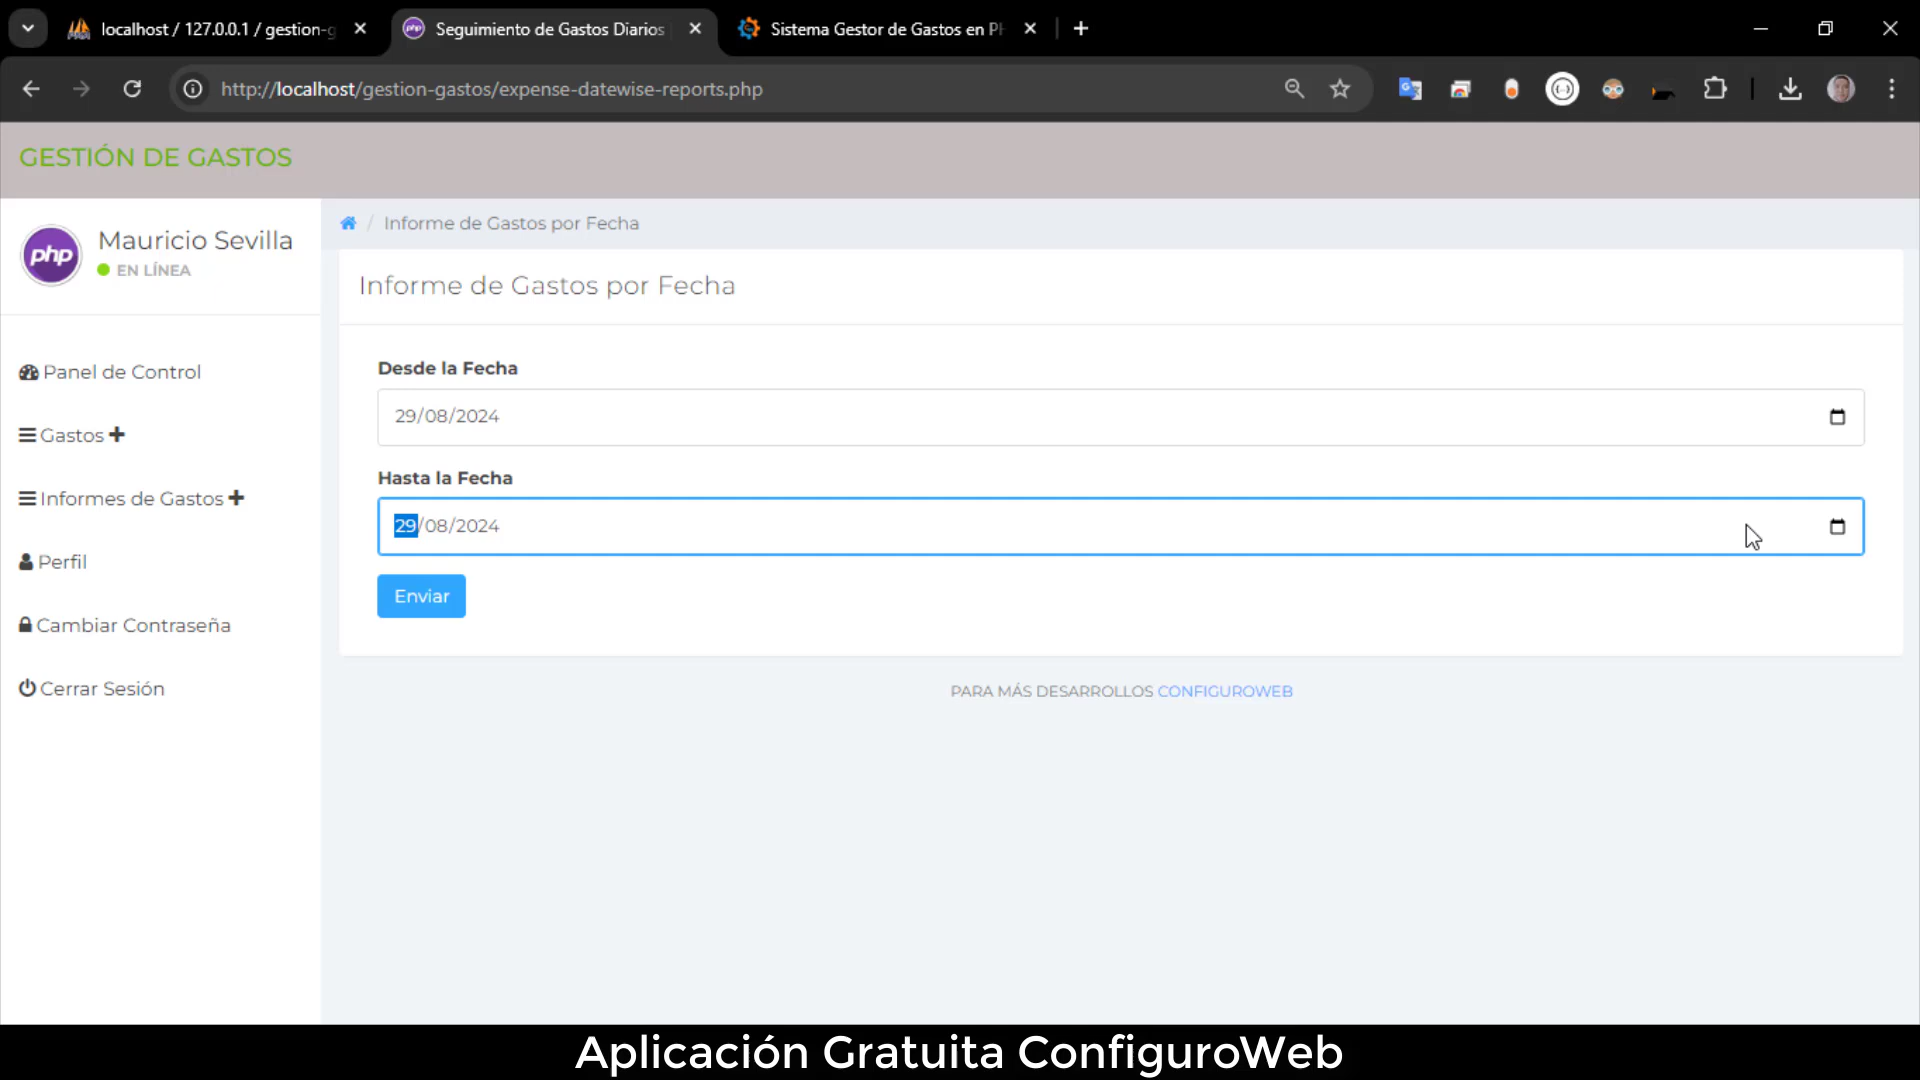 localhost / 127.0.0.1 / gestion-g
Seguimiento de Gastos Diarios
Sistema Gestor de Gastos en PH
http://localhost/gestion-gastos/expense-datewise-reports.php
GESTIÓN DE GASTOS
php
Mauricio Sevilla
EN LÍNEA
Panel de Control
Gastos
Informes de Gastos
Perfil
Cambiar Contraseña
Cerrar Sesión
/ Informe de Gastos por Fecha
Informe de Gastos por Fecha
Desde la Fecha
29/08/2024
Hasta la Fecha
29/08/2024
Enviar
PARA MÁS DESARROLLOS CONFIGUROWEB
Aplicación Gratuita ConfiguroWeb